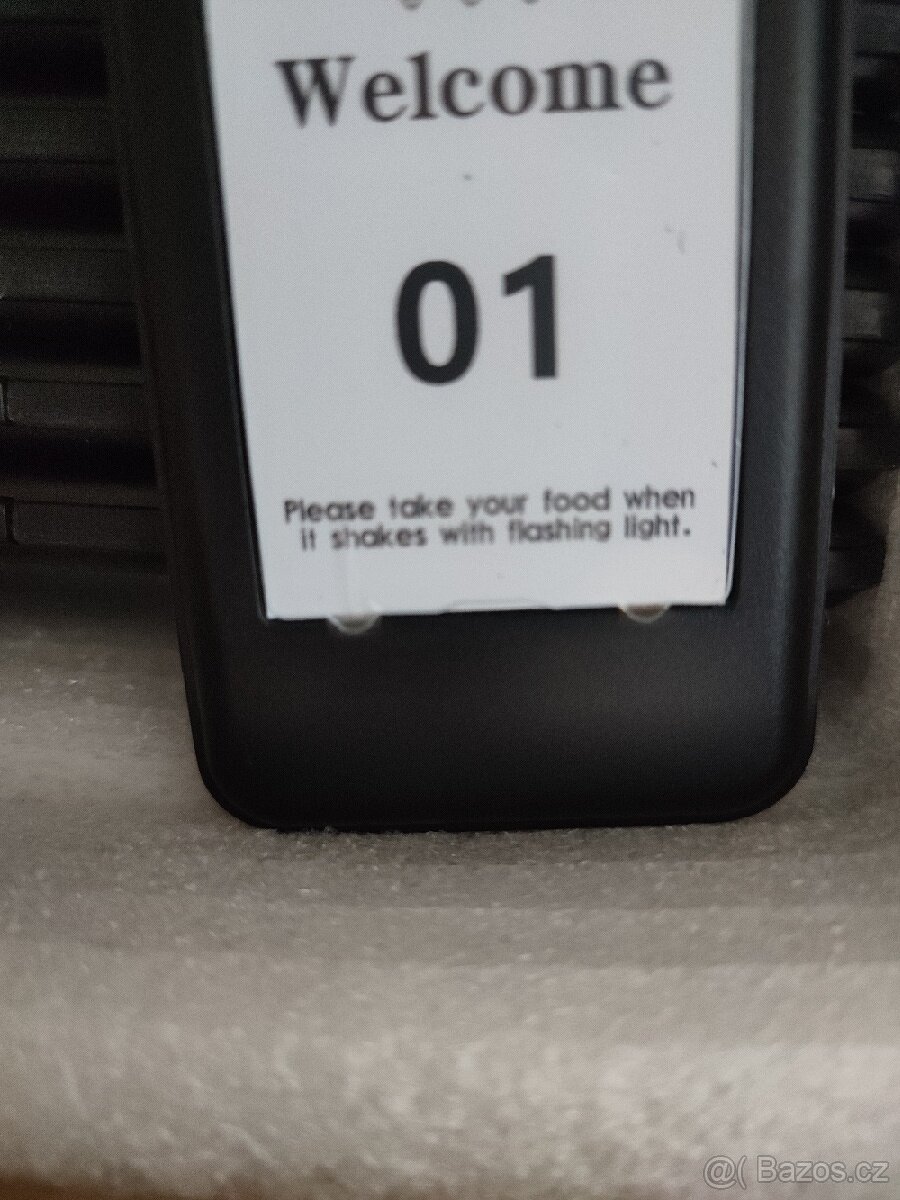 Welcome
01
Please take your food when
it shakes with flashing light.
@( Bazos.cz